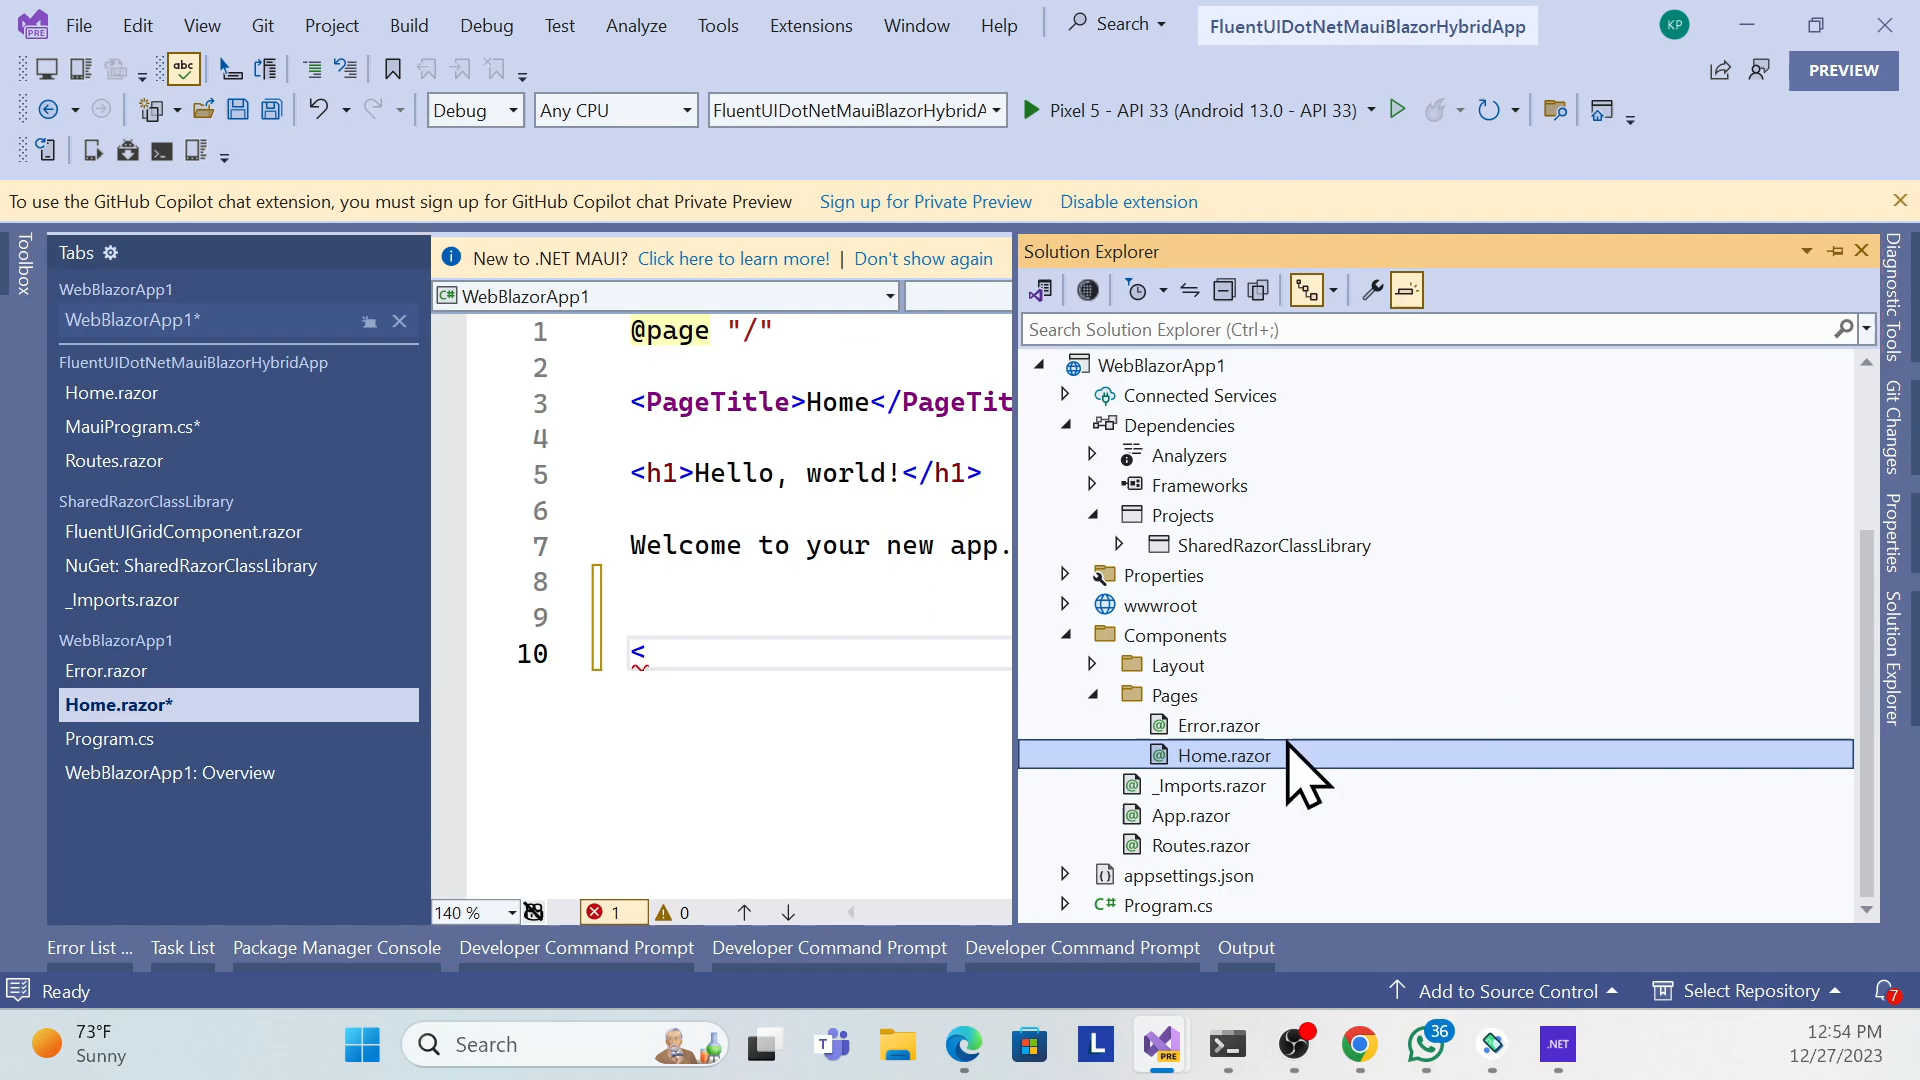 File Edit View Git Project Build Debug Test Analyze Tools Extensions Window Help Search FluentUIDotNetMauiBlazorHybridApp KP
PRE
abc
PREVIEW
Debug Any CPU FluentUIDotNetMauiBlazorHybridA Pixel 5 - API 33 (Android 13.0 - API 33)
To use the GitHub Copilot chat extension, you must sign up for GitHub Copilot chat Private Preview Sign up for Private Preview Disable extension
Toolbox
Tabs
WebBlazorApp1
WebBlazorApp1*
FluentUIDotNetMauiBlazorHybridApp
Home.razor
MauiProgram.cs*
Routes.razor
SharedRazorClassLibrary
FluentUIGridComponent.razor
NuGet: SharedRazorClassLibrary
_Imports.razor
WebBlazorApp1
Error.razor
Home.razor*
Program.cs
WebBlazorApp1: Overview
New to .NET MAUI? Click here to learn more! | Don't show again
C# WebBlazorApp1
1 @page "/"
2
3 <PageTitle>Home</PageTit
4
5 <h1>Hello, world!</h1>
6
7 Welcome to your new app.
8
9
10 <
140 % 1 0
Solution Explorer
Search Solution Explorer (Ctrl+;)
WebBlazorApp1
Connected Services
Dependencies
Analyzers
Frameworks
Projects
SharedRazorClassLibrary
Properties
wwwroot
Components
Layout
Pages
Error.razor
Home.razor
_Imports.razor
App.razor
Routes.razor
appsettings.json
C# Program.cs
Diagnostic Tools
Git Changes
Properties
Solution Explorer
Error List ... Task List Package Manager Console Developer Command Prompt Developer Command Prompt Developer Command Prompt Output
Ready Add to Source Control Select Repository 7
73°F
Sunny
Search
T
L
PRE
36
.NET
12:54 PM
12/27/2023